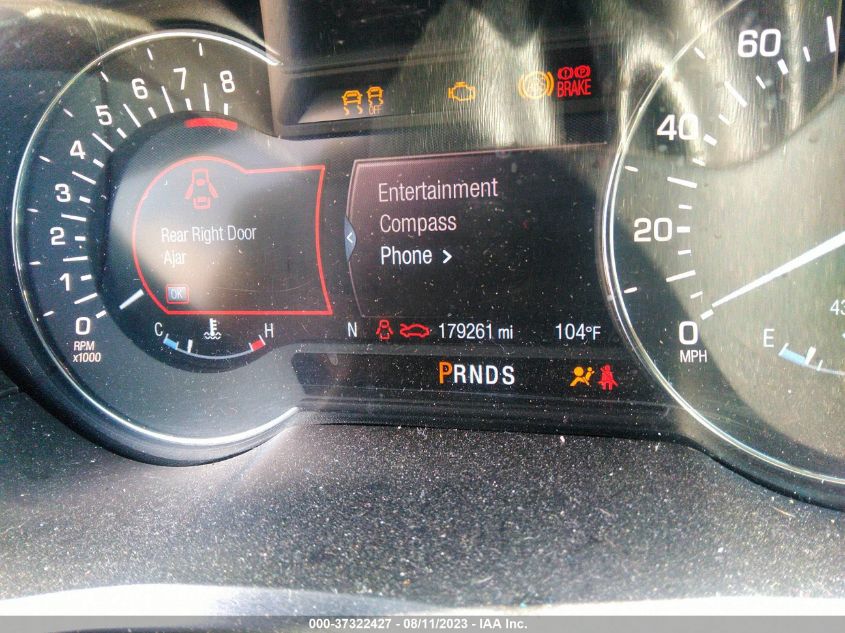 60
BRAKE
OFF
8
7
6
5
4
3
2
1
0
RPM
x1000
Rear Right Door
Ajar
OK
Entertainment
Compass
Phone >
40
20
0
MPH
C
H
N
179261 mi
104°F
PRNDS
E
000-37322427 - 08/11/2023 - IAA Inc.